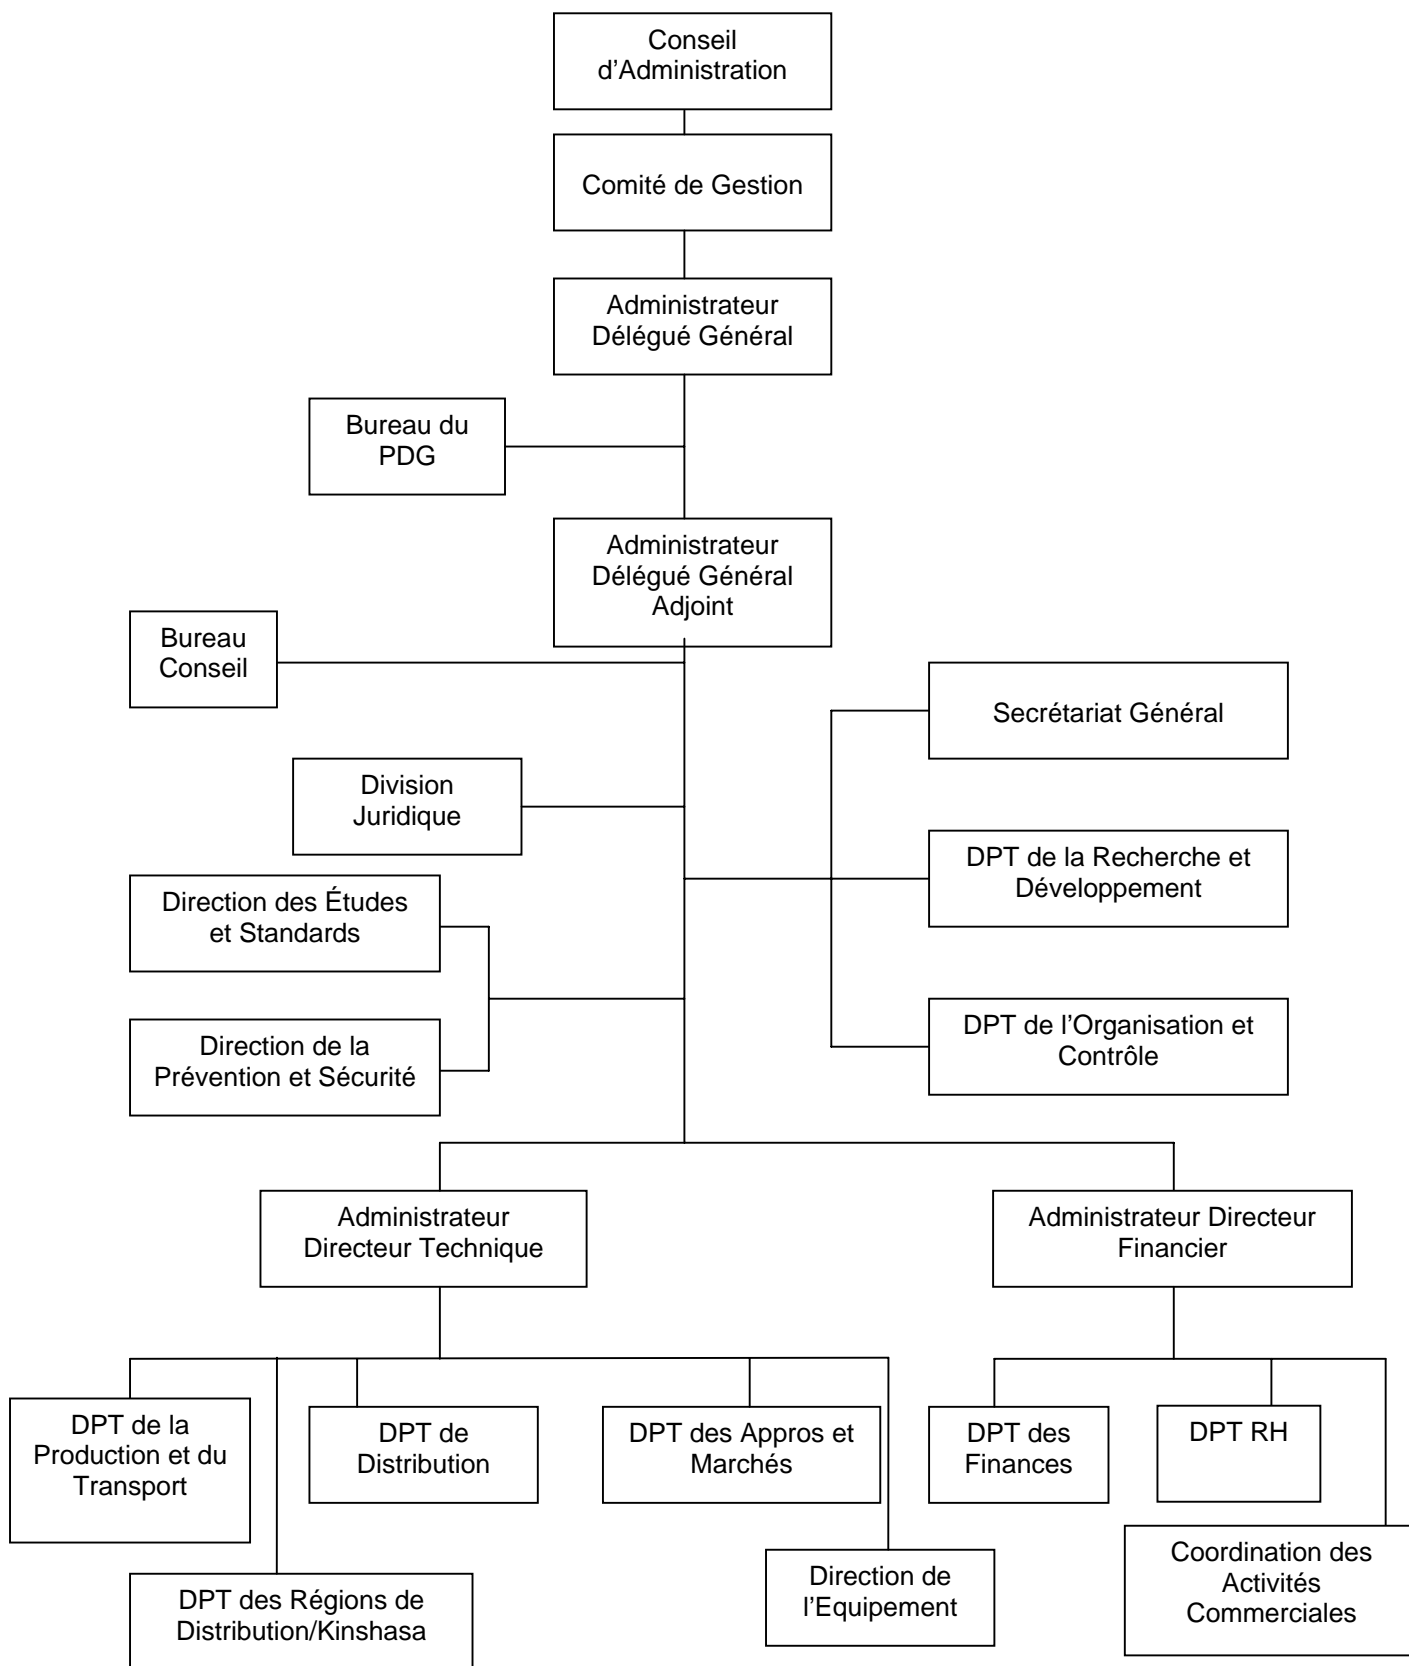 Conseil
d’Administration
Comité de Gestion
Administrateur
Délégué Général
Bureau du
PDG
Administrateur
Délégué Général
Adjoint
Bureau
Conseil
Secrétariat Général
Division
Juridique
DPT de la Recherche et
Développement
Direction des Études
et Standards
DPT de l’Organisation et
Contrôle
Direction de la
Prévention et Sécurité
Administrateur
Directeur Technique
Administrateur Directeur
Financier
DPT de la
Production et du
Transport
DPT de
Distribution
DPT des Appros et
Marchés
DPT des
Finances
DPT RH
DPT des Régions de
Distribution/Kinshasa
Direction de
l’Equipement
Coordination des
Activités
Commerciales